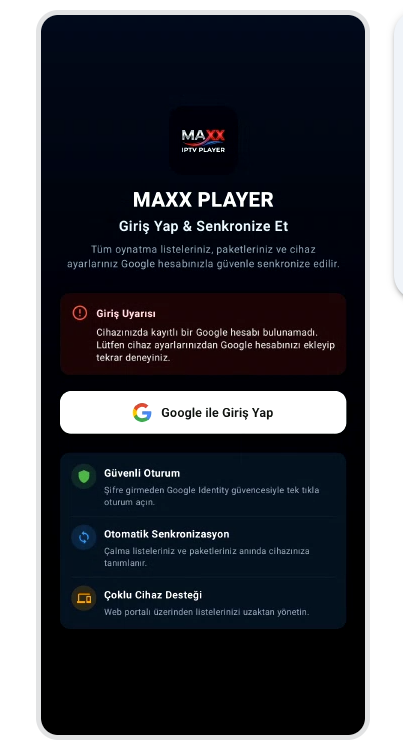 MAXX
IPTV PLAYER
MAXX PLAYER
Giriş Yap & Senkronize Et
Tüm oynatma listeleriniz, paketleriniz ve cihaz
ayarlarınız Google hesabınızla güvenle senkronize edilir.
Giriş Uyarısı
Cihazınızda kayıtlı bir Google hesabı bulunamadı.
Lütfen cihaz ayarlarınızdan Google hesabınızı ekleyip
tekrar deneyiniz.
Google ile Giriş Yap
Güvenli Oturum
Şifre girmeden Google Identity güvencesiyle tek tıkla
oturum açın.
Otomatik Senkronizasyon
Çalma listeleriniz ve paketleriniz anında cihazınıza
tanımlanır.
Çoklu Cihaz Desteği
Web portalı üzerinden listelerinizi uzaktan yönetin.